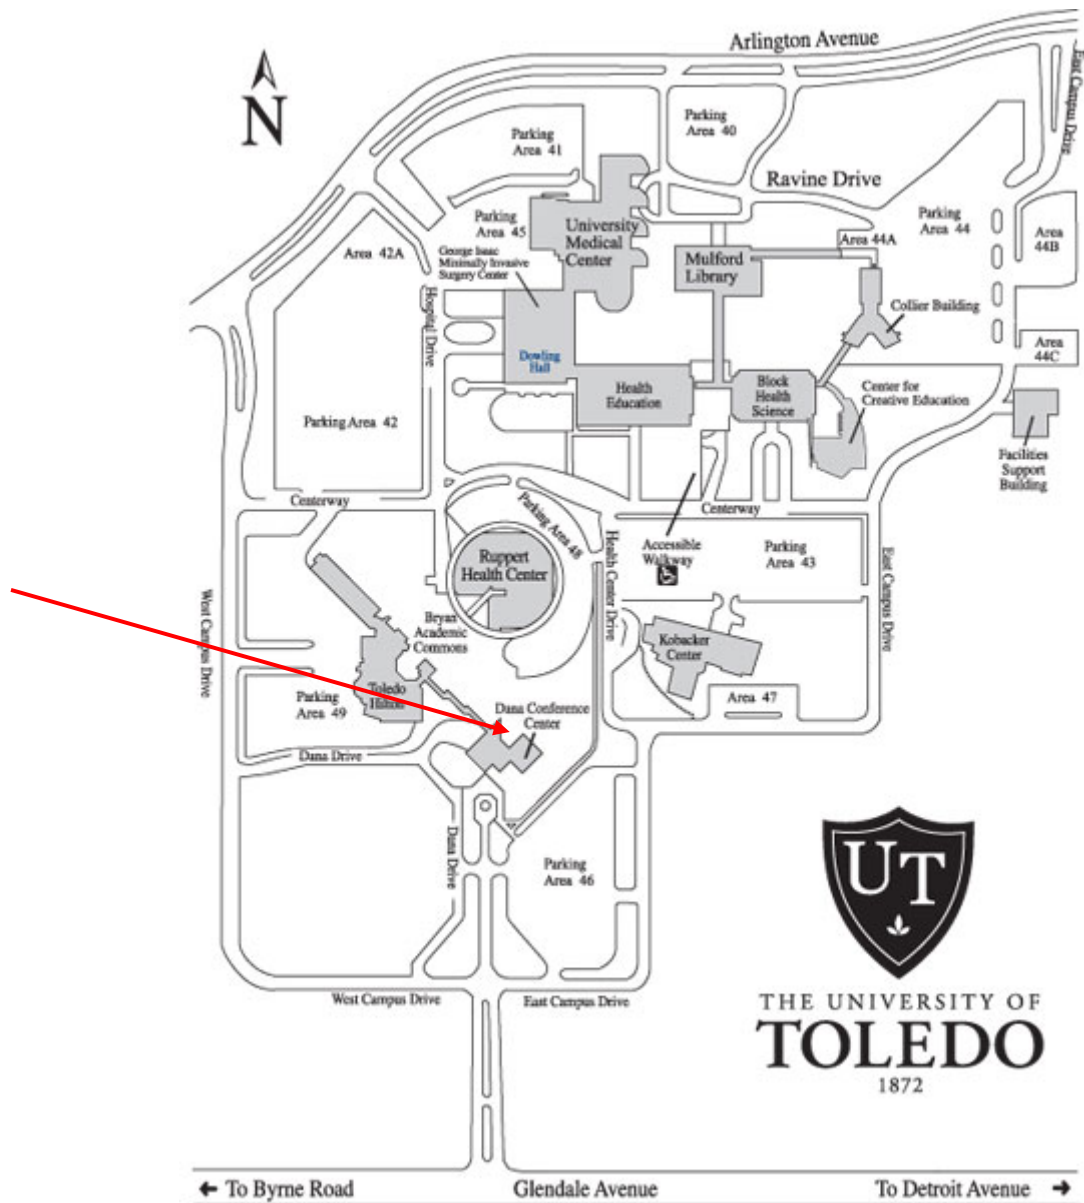 Arlington Avenue
East Campus Drive
N
Parking
Area 40
Parking
Area 41
Ravine Drive
Parking
Area 45
University
Medical
Center
Parking
Area 44
Area
44B
Area 42A
George Isaac
Minimally Invasive
Surgery Center
Area 44A
Mulford
Library
Hospital Drive
Collier Building
Dowling
Hall
Area
44C
Health
Education
Block
Health
Science
Center for
Creative Education
Parking Area 42
Facilities
Support
Building
Centerway
Parking Area 48
Centerway
Ruppert
Health Center
Health Center Drive
Accessible
Walkway
Parking
Area 43
East Campus Drive
West Campus Drive
Bryan
Academic
Commons
Kobacker
Center
Toledo
Hilton
Parking
Area 49
Dana Conference
Center
Area 47
Dana Drive
Dana Drive
Parking
Area 46
UT
West Campus Drive
East Campus Drive
THE UNIVERSITY OF
TOLEDO
1872
← To Byrne Road
Glendale Avenue
To Detroit Avenue →